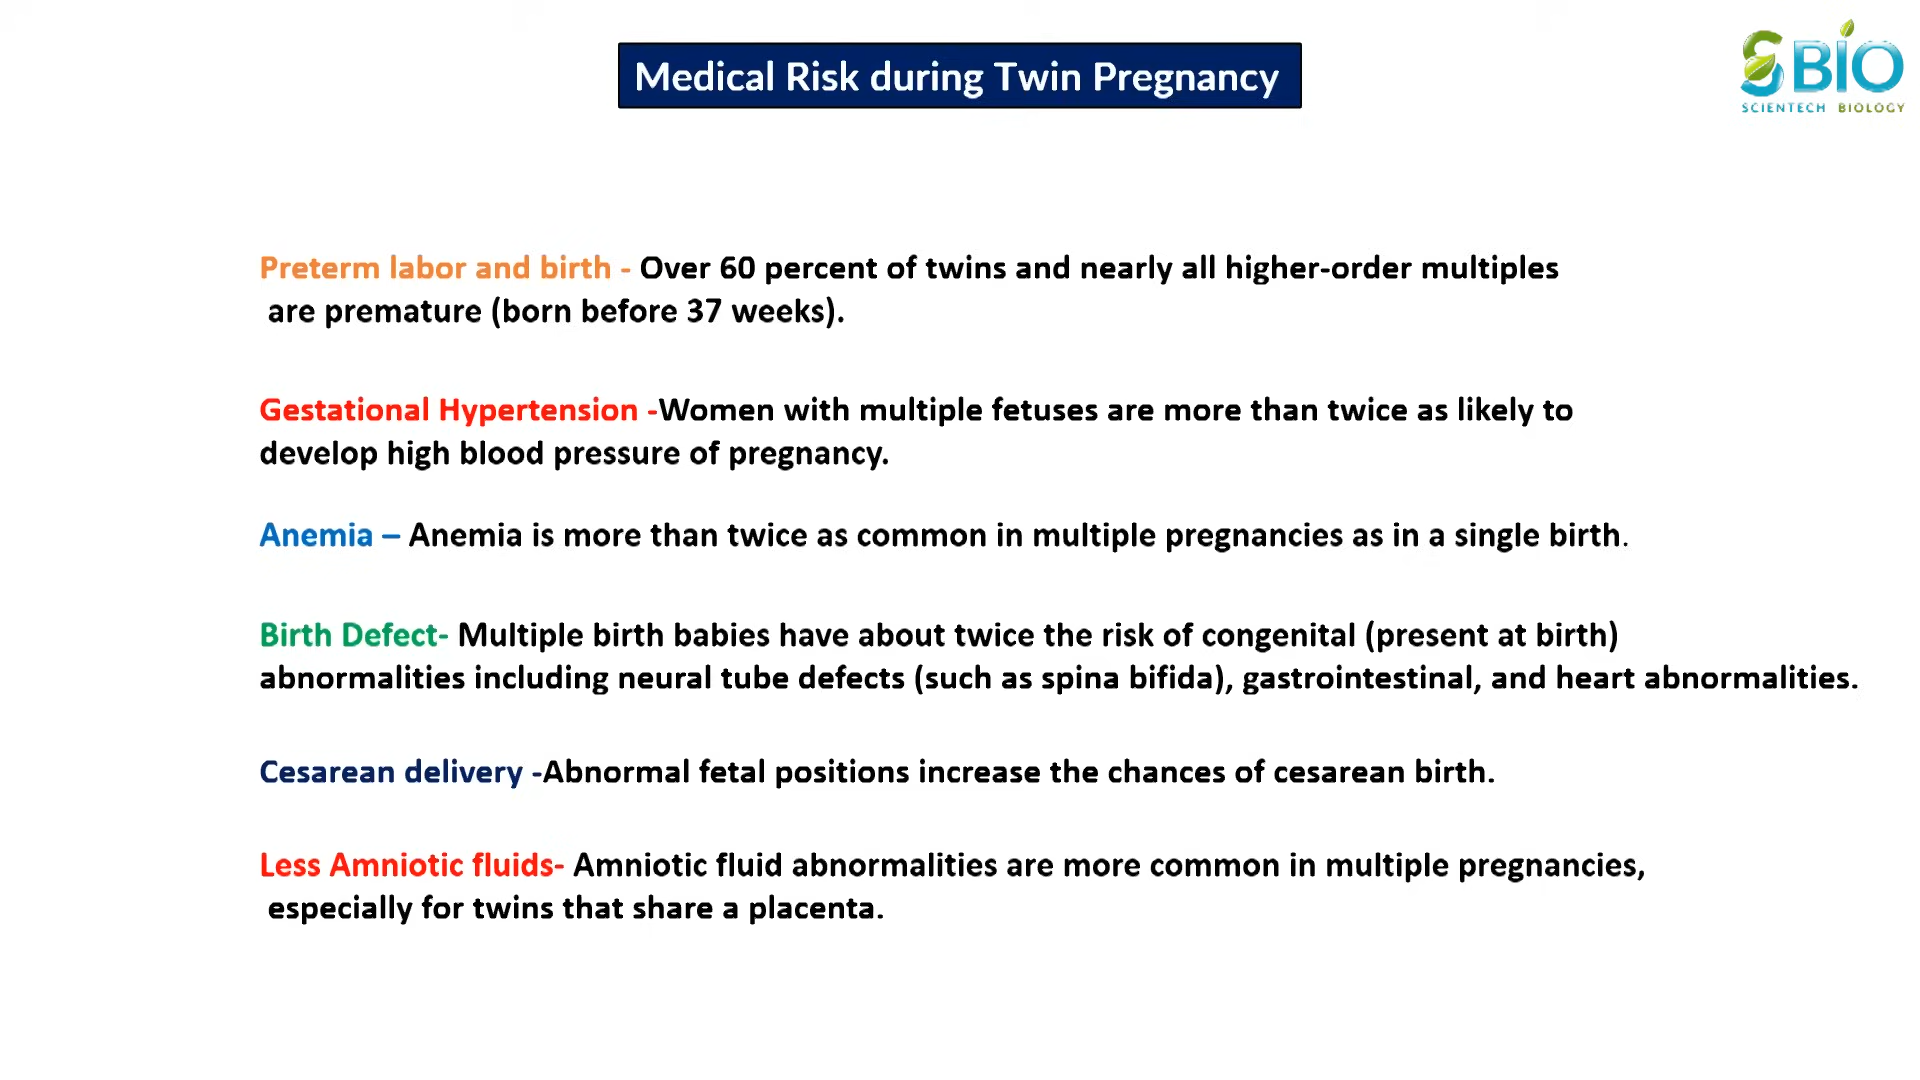 Medical Risk during Twin Pregnancy
SBIO
SCIENTECH BIOLOGY
Preterm labor and birth - Over 60 percent of twins and nearly all higher-order multiples
are premature (born before 37 weeks).
Gestational Hypertension -Women with multiple fetuses are more than twice as likely to
develop high blood pressure of pregnancy.
Anemia – Anemia is more than twice as common in multiple pregnancies as in a single birth.
Birth Defect- Multiple birth babies have about twice the risk of congenital (present at birth)
abnormalities including neural tube defects (such as spina bifida), gastrointestinal, and heart abnormalities.
Cesarean delivery -Abnormal fetal positions increase the chances of cesarean birth.
Less Amniotic fluids- Amniotic fluid abnormalities are more common in multiple pregnancies,
especially for twins that share a placenta.